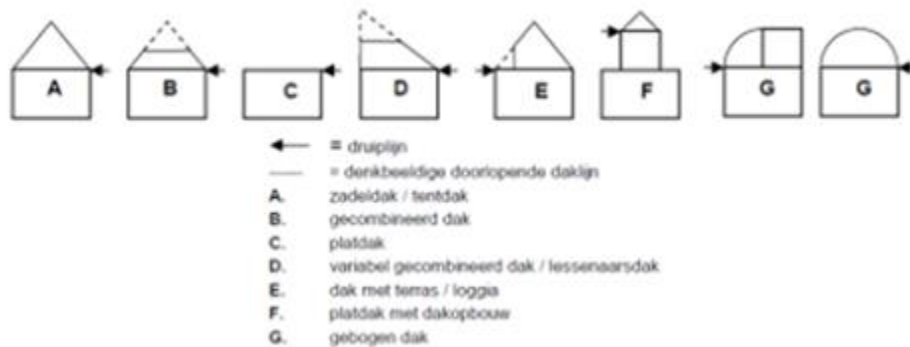 A B C D E F G G
= druiplijn
= denkbeeldige doorlopende daklijn
A. zadeldak / tentdak
B. gecombineerd dak
C. platdak
D. variabel gecombineerd dak / lessenaarsdak
E. dak met terras / loggia
F. platdak met dakopbouw
G. gebogen dak